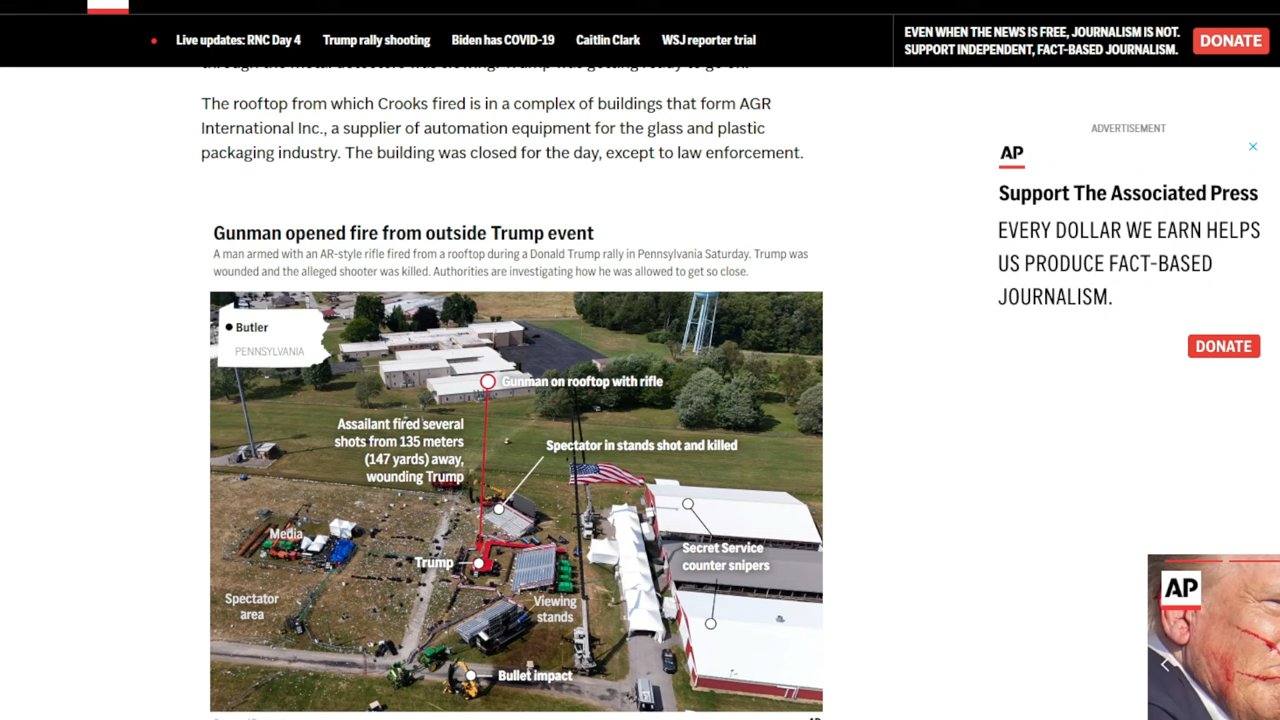 Live updates: RNC Day 4
Trump rally shooting
Biden has COVID-19
Caitlin Clark
WSJ reporter trial
EVEN WHEN THE NEWS IS FREE, JOURNALISM IS NOT.
SUPPORT INDEPENDENT, FACT-BASED JOURNALISM.
DONATE
The rooftop from which Crooks fired is in a complex of buildings that form AGR
International Inc., a supplier of automation equipment for the glass and plastic
packaging industry. The building was closed for the day, except to law enforcement.
Gunman opened fire from outside Trump event
A man armed with an AR-style rifle fired from a rooftop during a Donald Trump rally in Pennsylvania Saturday. Trump was
wounded and the alleged shooter was killed. Authorities are investigating how he was allowed to get so close.
Butler
PENNSYLVANIA
Gunman on rooftop with rifle
Assailant fired several
shots from 135 meters
(147 yards) away,
wounding Trump
Spectator in stands shot and killed
Media
Secret Service
counter snipers
Trump
Spectator
area
Viewing
stands
Bullet impact
ADVERTISEMENT
AP
Support The Associated Press
EVERY DOLLAR WE EARN HELPS
US PRODUCE FACT-BASED
JOURNALISM.
DONATE
AP